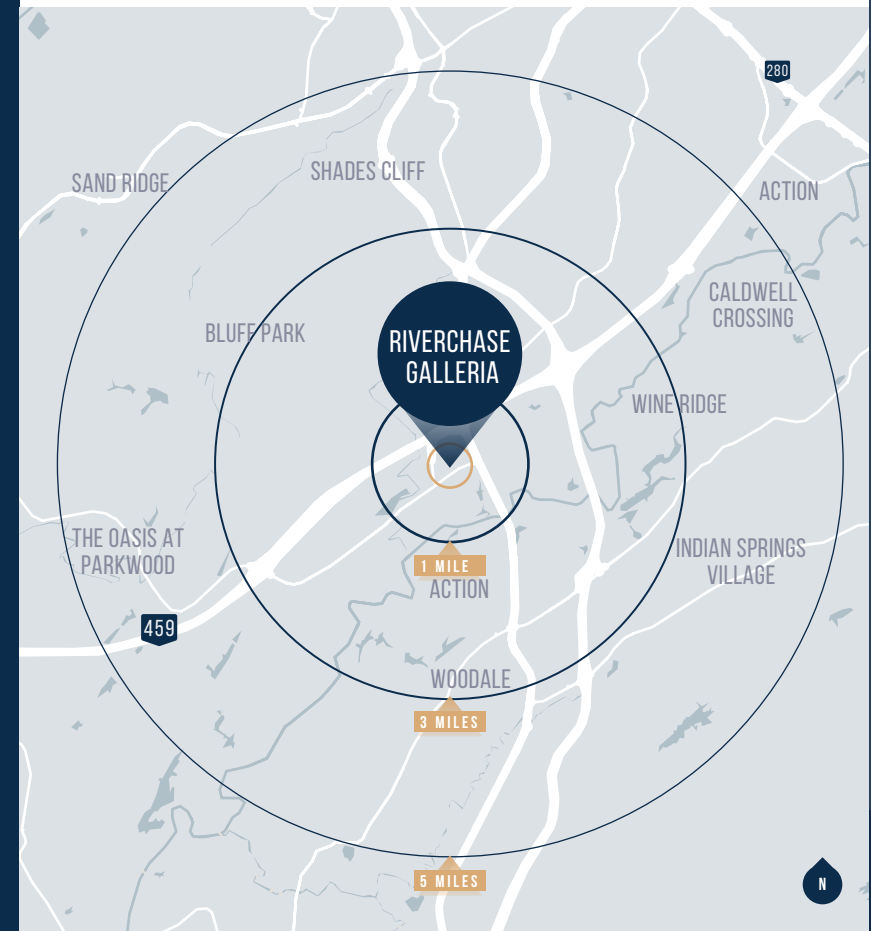 280
SHADES CLIFF
SAND RIDGE
ACTION
CALDWELL
CROSSING
BLUFF PARK
RIVERCHASE
GALLERIA
WINE RIDGE
THE OASIS AT
PARKWOOD
INDIAN SPRINGS
VILLAGE
1 MILE
ACTION
459
WOODALE
3 MILES
5 MILES
N